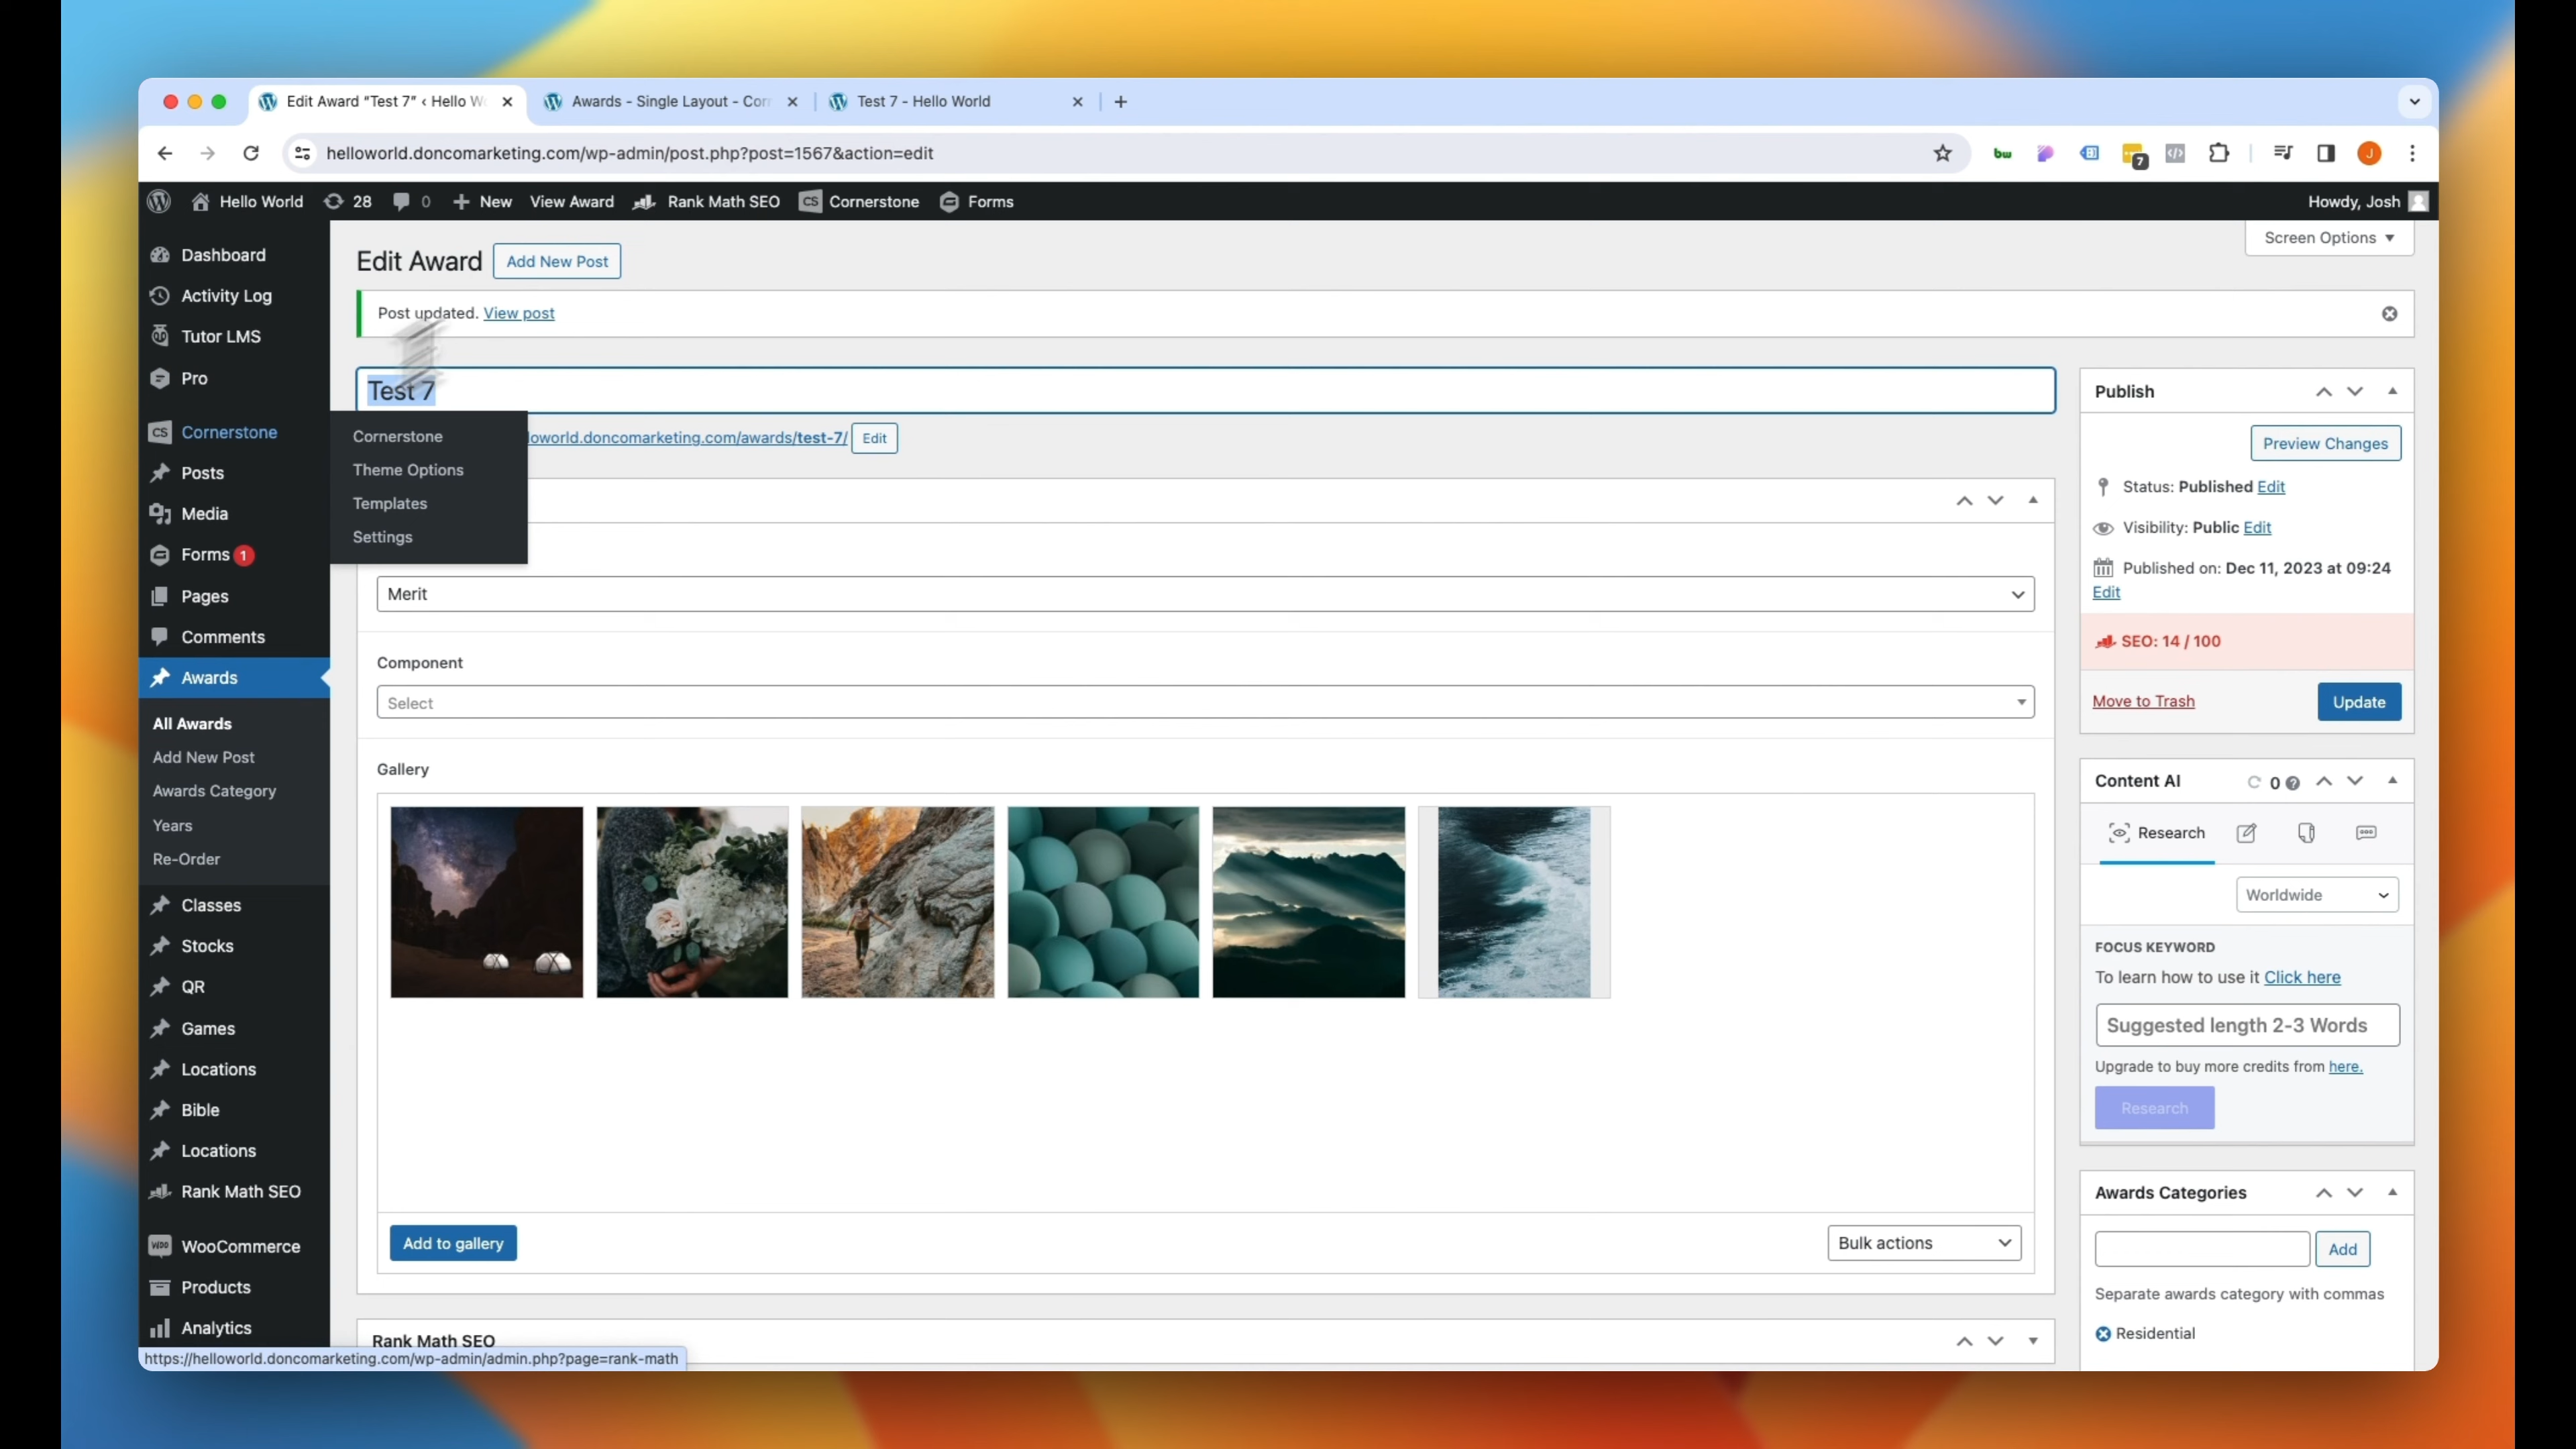 Edit Award "Test 7" ‹ Hello W
Awards - Single Layout - Cor
Test 7 - Hello World
helloworld.doncomarketing.com/wp-admin/post.php?post=1567&action=edit
bw
7
J
Hello World
28
0
New
View Award
Rank Math SEO
CS
Cornerstone
Forms
Howdy, Josh
Dashboard
Activity Log
Tutor LMS
Pro
CS
Cornerstone
Posts
Media
Forms 1
Pages
Comments
Awards
All Awards
Add New Post
Awards Category
Years
Re-Order
Classes
Stocks
QR
Games
Locations
Bible
Locations
Rank Math SEO
WooCommerce
Products
Analytics
https://helloworld.doncomarketing.com/wp-admin/admin.php?page=rank-math
Cornerstone
Theme Options
Templates
Settings
Screen Options
Edit Award
Add New Post
Post updated. View post
Test 7
loworld.doncomarketing.com/awards/test-7/
Edit
Merit
Component
Select
Gallery
Add to gallery
Bulk actions
Rank Math SEO
Publish
Preview Changes
Status: Published Edit
Visibility: Public Edit
Published on: Dec 11, 2023 at 09:24
Edit
SEO: 14 / 100
Move to Trash
Update
Content AI
0
Research
Worldwide
FOCUS KEYWORD
To learn how to use it Click here
Suggested length 2-3 Words
Upgrade to buy more credits from here.
Research
Awards Categories
Add
Separate awards category with commas
Residential